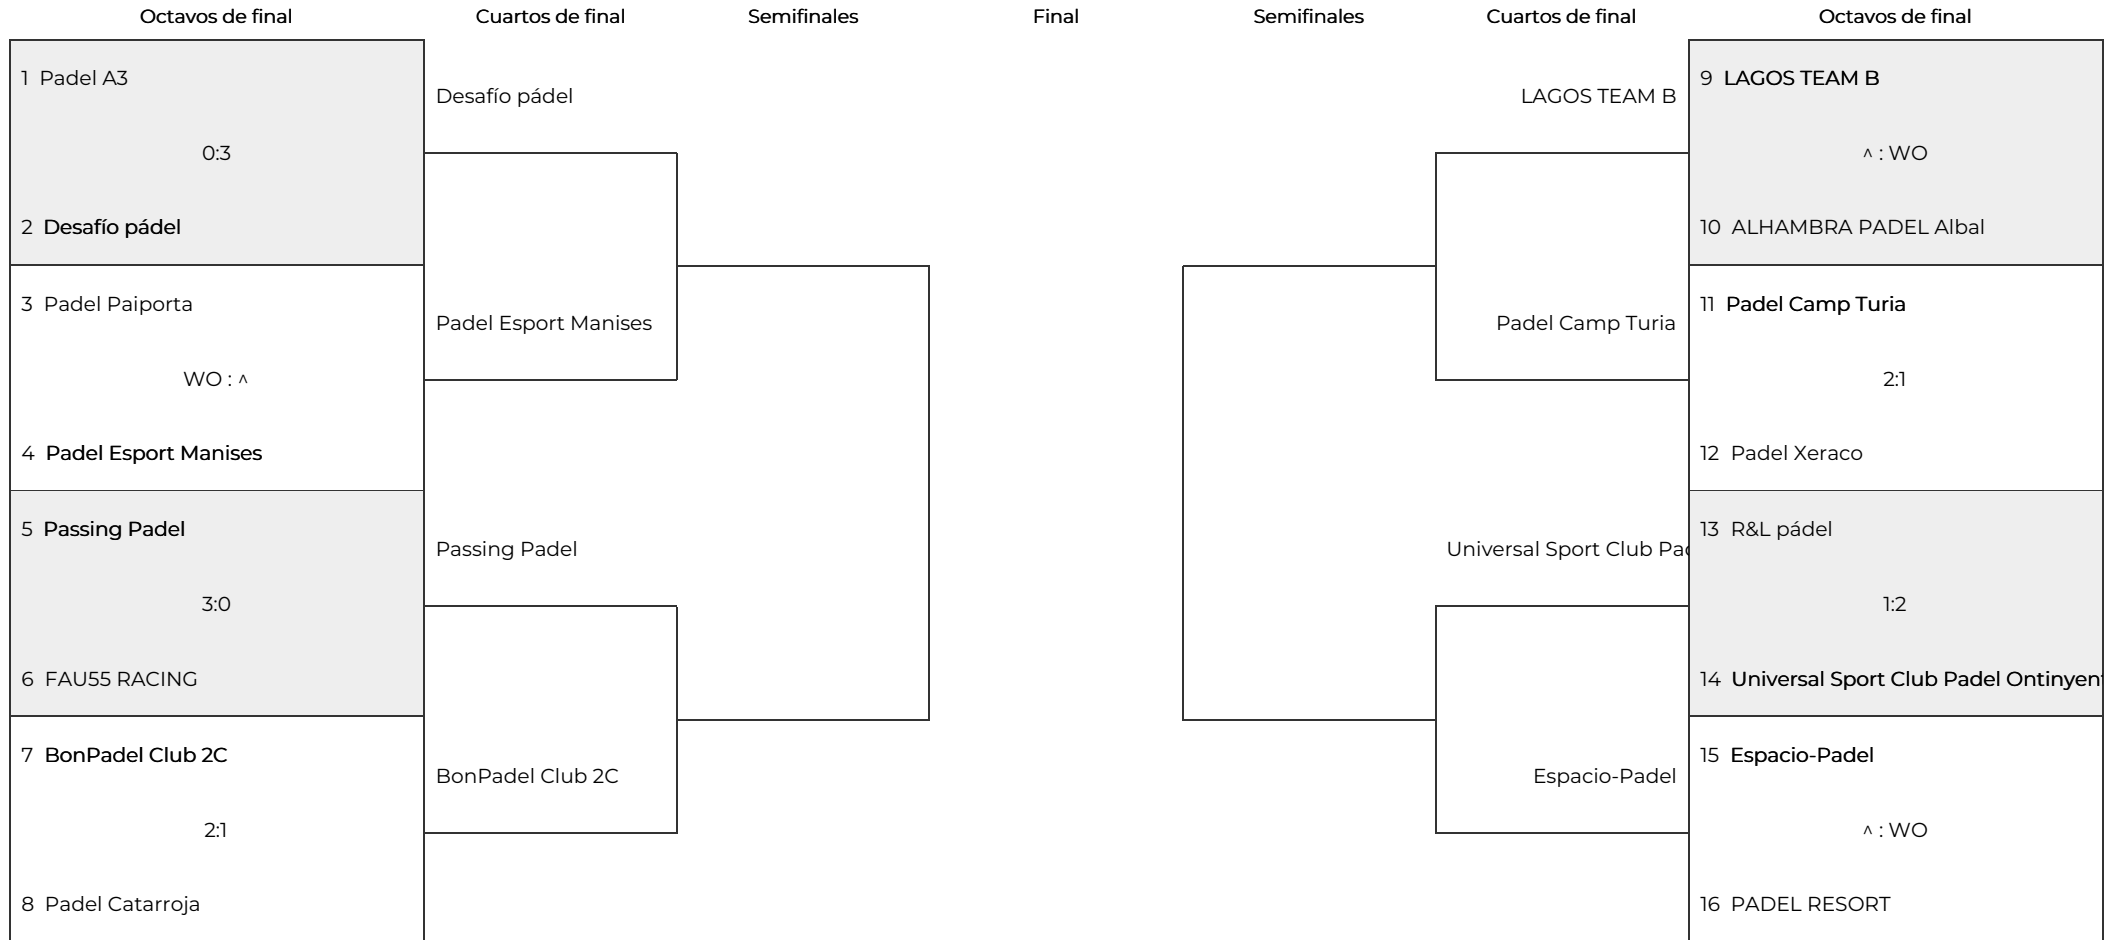 Octavos de final
Cuartos de final
Semifinales
Final
Semifinales
Cuartos de final
Octavos de final
1 Padel A3
0:3
2 Desafío pádel
3 Padel Paiporta
WO : ^
4 Padel Esport Manises
5 Passing Padel
3:0
6 FAU55 RACING
7 BonPadel Club 2C
2:1
8 Padel Catarroja
Desafío pádel
Padel Esport Manises
Passing Padel
BonPadel Club 2C
LAGOS TEAM B
Padel Camp Turia
Universal Sport Club Pad
Espacio-Padel
9 LAGOS TEAM B
^ : WO
10 ALHAMBRA PADEL Albal
11 Padel Camp Turia
2:1
12 Padel Xeraco
13 R&L pádel
1:2
14 Universal Sport Club Padel Ontinyent
15 Espacio-Padel
^ : WO
16 PADEL RESORT